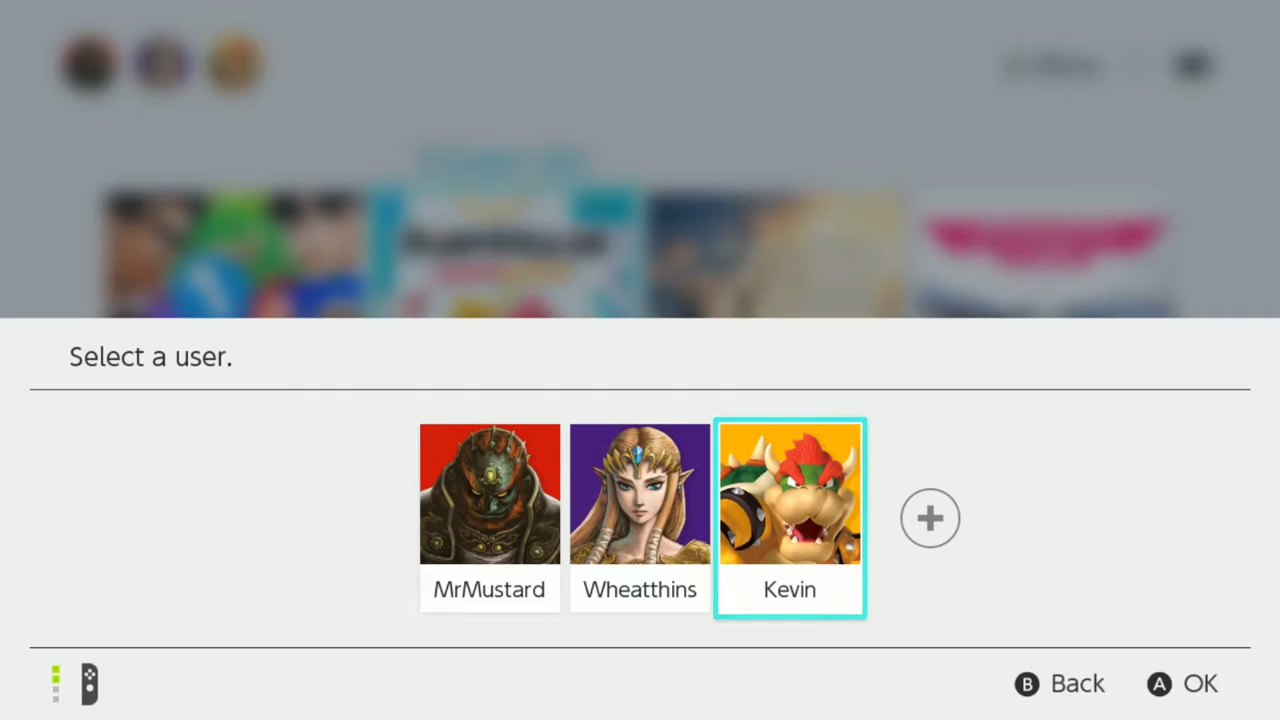 Select a user.
MrMustard
Wheatthins
Kevin
B Back
A OK